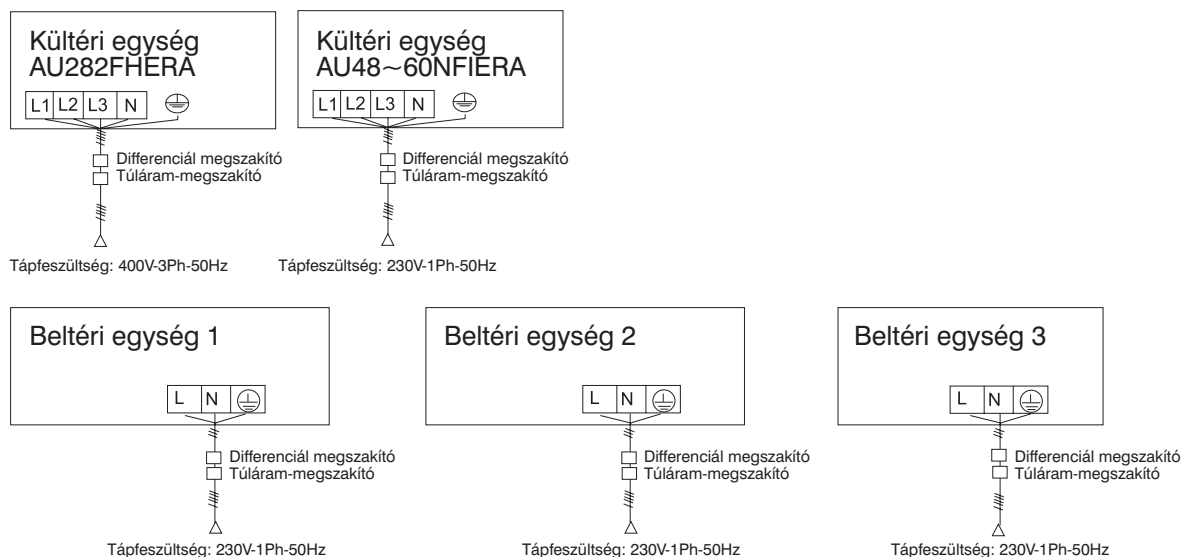 Kültéri egység
AU282FHERA
L1 L2 L3 N
Differenciál megszakító
Túláram-megszakító
Tápfeszültség: 400V-3Ph-50Hz
Kültéri egység
AU48~60NFIERA
L1 L2 L3 N
Differenciál megszakító
Túláram-megszakító
Tápfeszültség: 230V-1Ph-50Hz
Beltéri egység 1
L N
Differenciál megszakító
Túláram-megszakító
Tápfeszültség: 230V-1Ph-50Hz
Beltéri egység 2
L N
Differenciál megszakító
Túláram-megszakító
Tápfeszültség: 230V-1Ph-50Hz
Beltéri egység 3
L N
Differenciál megszakító
Túláram-megszakító
Tápfeszültség: 230V-1Ph-50Hz